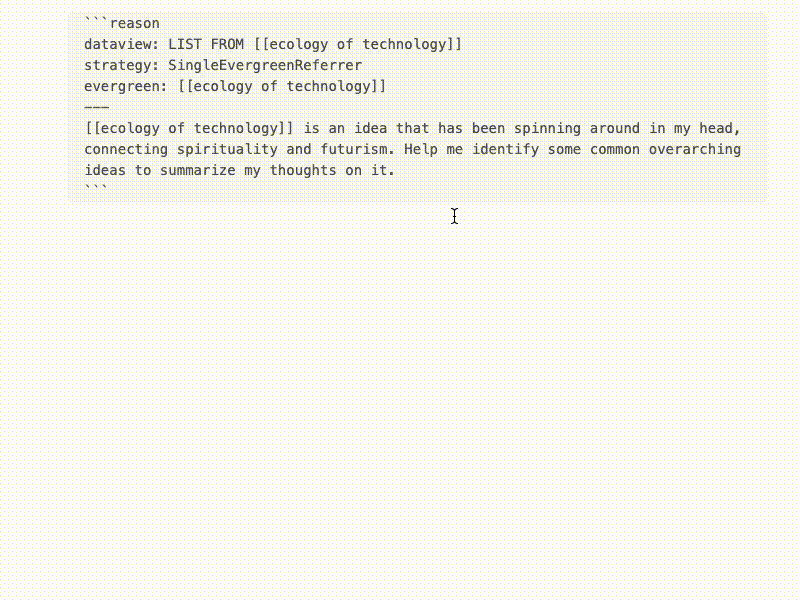 ```reason
dataview: LIST FROM [[ecology of technology]]
strategy: SingleEvergreenReferrer
evergreen: [[ecology of technology]]
———
[[ecology of technology]] is an idea that has been spinning around in my head,
connecting spirituality and futurism. Help me identify some common overarching
ideas to summarize my thoughts on it.
```